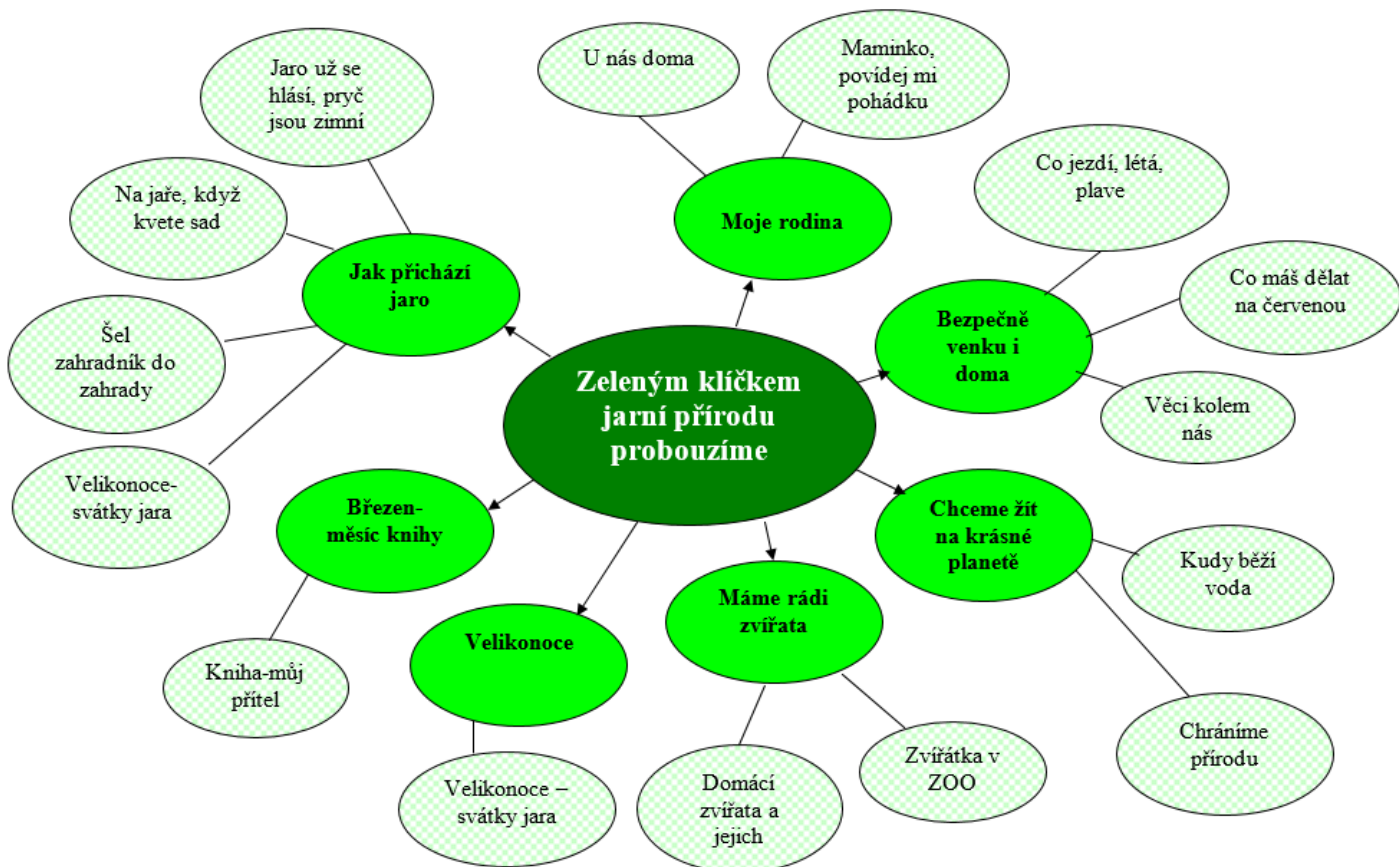 Jaro už se
hlásí, pryč
jsou zimní
U nás doma
Maminko,
povídej mi
pohádku
Co jezdí, létá,
plave
Na jaře, když
kvete sad
Moje rodina
Jak přichází
jaro
Co máš dělat
na červenou
Bezpečně
venku i
doma
Šel
zahradník do
zahrady
Zeleným klíčkem
jarní přírodu
probouzíme
Věci kolem
nás
Velikonoce-
svátky jara
Březen-
měsíc knihy
Chceme žít
na krásné
planetě
Kudy běží
voda
Máme rádi
zvířata
Velikonoce
Kniha-můj
přítel
Chráníme
přírodu
Velikonoce –
svátky jara
Domácí
zvířata a
jejich
Zvířátka v
ZOO